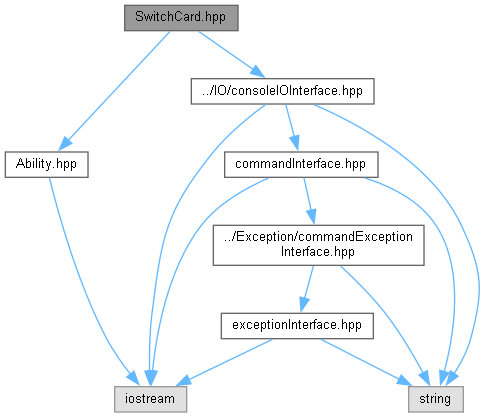 SwitchCard.hpp
../IO/consoleIOInterface.hpp
Ability.hpp
commandInterface.hpp
../Exception/commandException
Interface.hpp
exceptionInterface.hpp
iostream
string